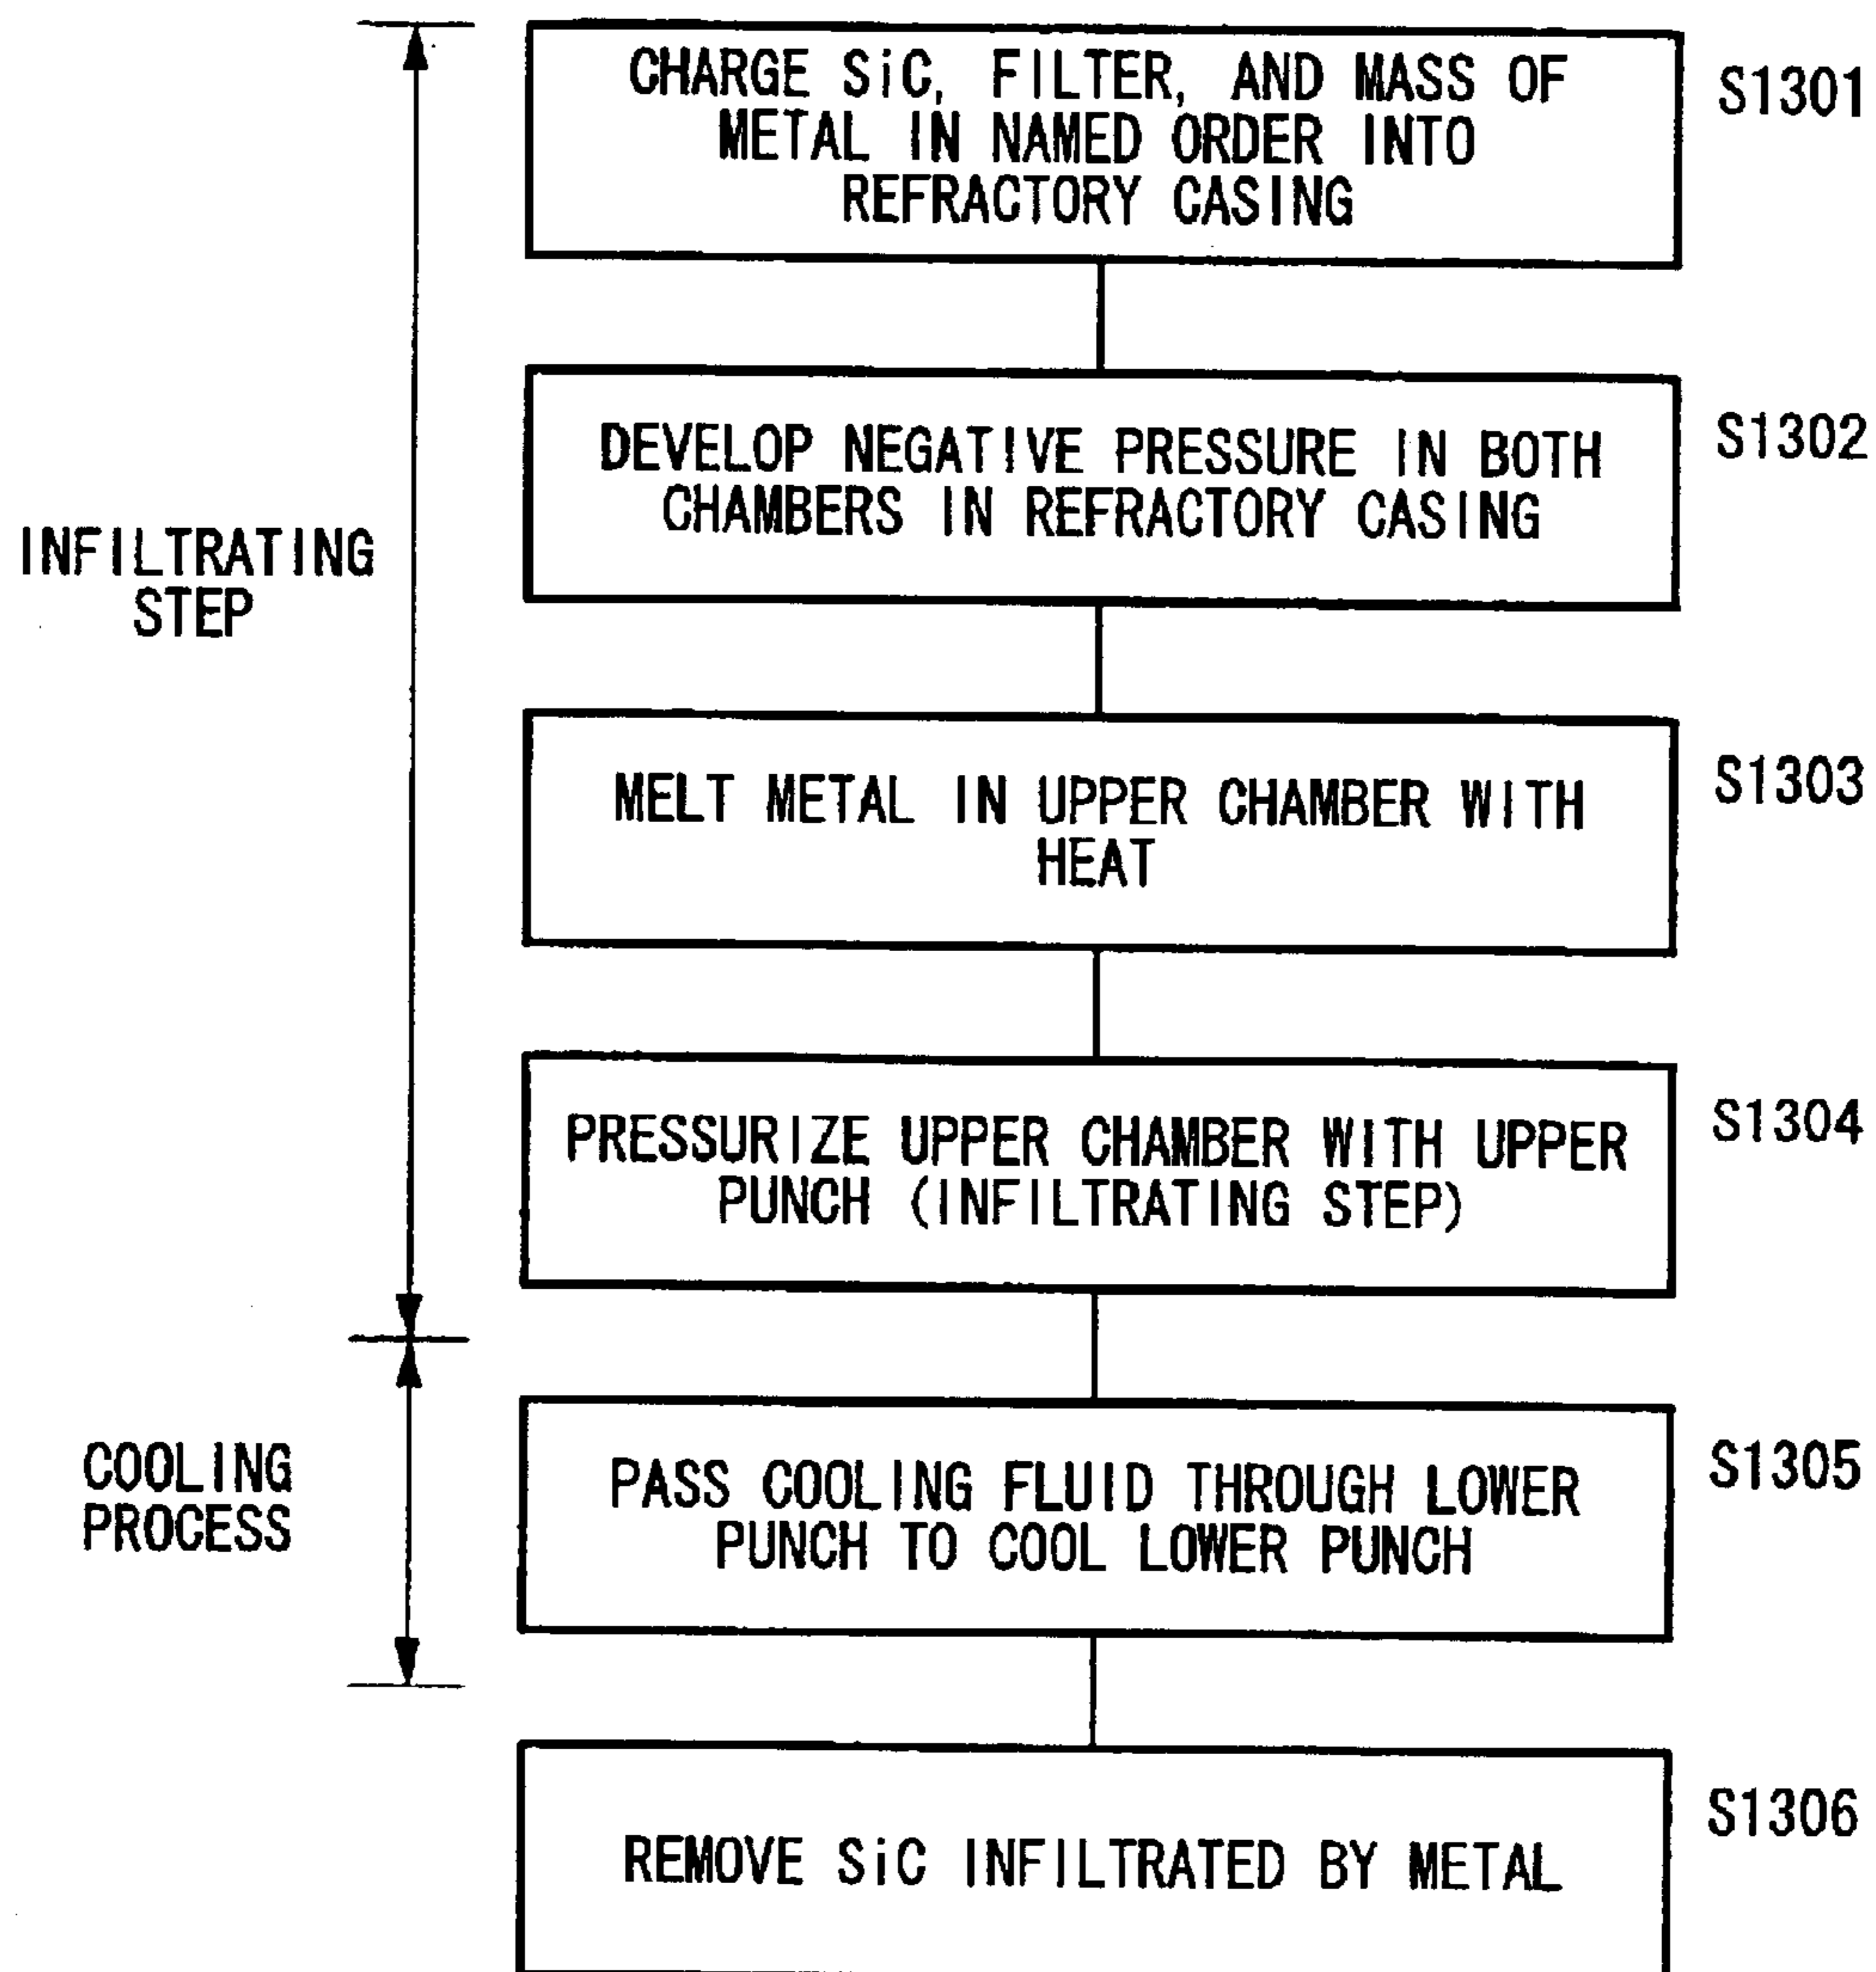 CHARGE SiC, FILTER, AND MASS OF
METAL IN NAMED ORDER INTO
REFRACTORY CASING
S1301
DEVELOP NEGATIVE PRESSURE IN BOTH
CHAMBERS IN REFRACTORY CASING
S1302
INFILTRATING
STEP
MELT METAL IN UPPER CHAMBER WITH
HEAT
S1303
PRESSURIZE UPPER CHAMBER WITH UPPER
PUNCH (INFILTRATING STEP)
S1304
COOLING
PROCESS
PASS COOLING FLUID THROUGH LOWER
PUNCH TO COOL LOWER PUNCH
S1305
REMOVE SiC INFILTRATED BY METAL
S1306